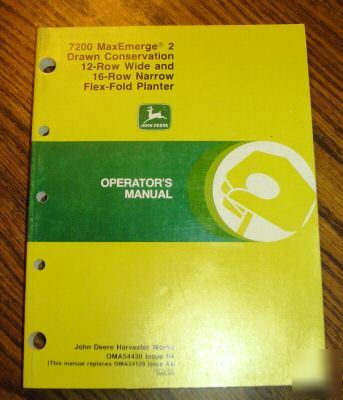 7200 MaxEmerge® 2
Drawn Conservation
12-Row Wide and
16-Row Narrow
Flex-Fold Planter
JOHN DEERE
OPERATOR'S
MANUAL
John Deere Harvester Works
OMA54430 Issue H4
(This manual replaces OMA54129 Issue A4)